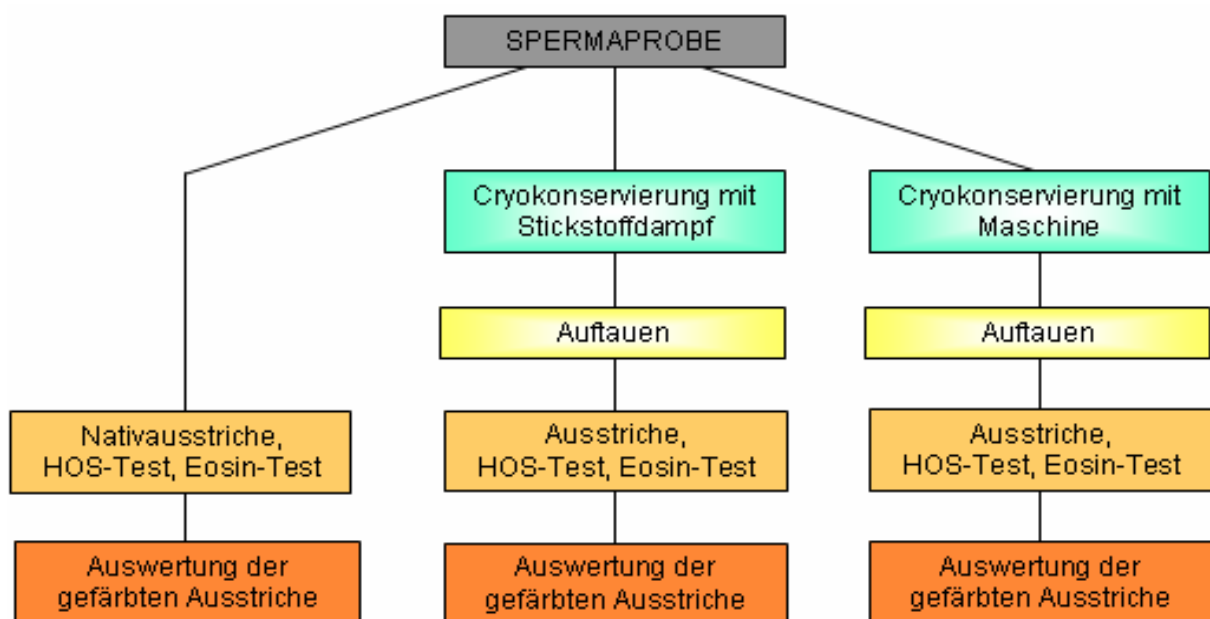 SPERMAPROBE
Cryokonservierung mit
Stickstoffdampf
Cryokonservierung mit
Maschine
Auftauen
Auftauen
Nativausstriche,
HOS-Test, Eosin-Test
Ausstriche,
HOS-Test, Eosin-Test
Ausstriche,
HOS-Test, Eosin-Test
Auswertung der
gefärbten Ausstriche
Auswertung der
gefärbten Ausstriche
Auswertung der
gefärbten Ausstriche